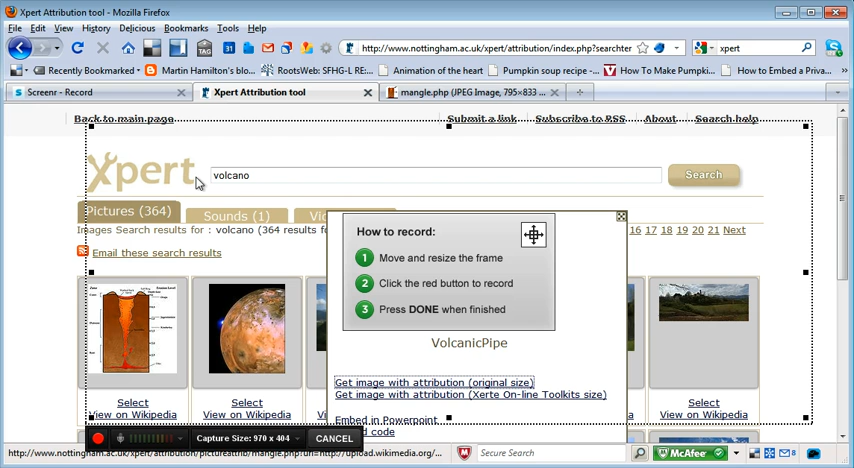 Xpert Attribution tool - Mozilla Firefox
File Edit View History Delicious Bookmarks Tools Help
http://www.nottingham.ac.uk/xpert/attribution/index.php?searchter
xpert
Recently Bookmarked
Martin Hamilton's blog...
RootsWeb: SFHG-L RE...
Animation of the heart
Pumpkin soup recipe -...
How To Make Pumpki...
How to Embed a Priva...
Screenr - Record
Xpert Attribution tool
mangle.php (JPEG Image, 795×833 ...
Back to main page
Submit a link
Subscribe to RSS
About
Search help
Xpert
volcano
Search
Pictures (364)
Sounds (1)
Images Search results for : volcano (364 results
16 17 18 19 20 21 Next
Email these search results
How to record:
1 Move and resize the frame
2 Click the red button to record
3 Press DONE when finished
VolcanicPipe
Get image with attribution (original size)
Get image with attribution (Xerte On-line Toolkits size)
Embed in Powerpoint
code
Select
View on Wikipedia
Select
View on Wikipedia
Select
View on Wikipedia
Capture Size: 970 x 404
CANCEL
http://www.nottingham.ac.uk/xpert/attribution/pictureattrib/mangle.php?url=http://upload.wikimedia.org/...
Secure Search
McAfee
8